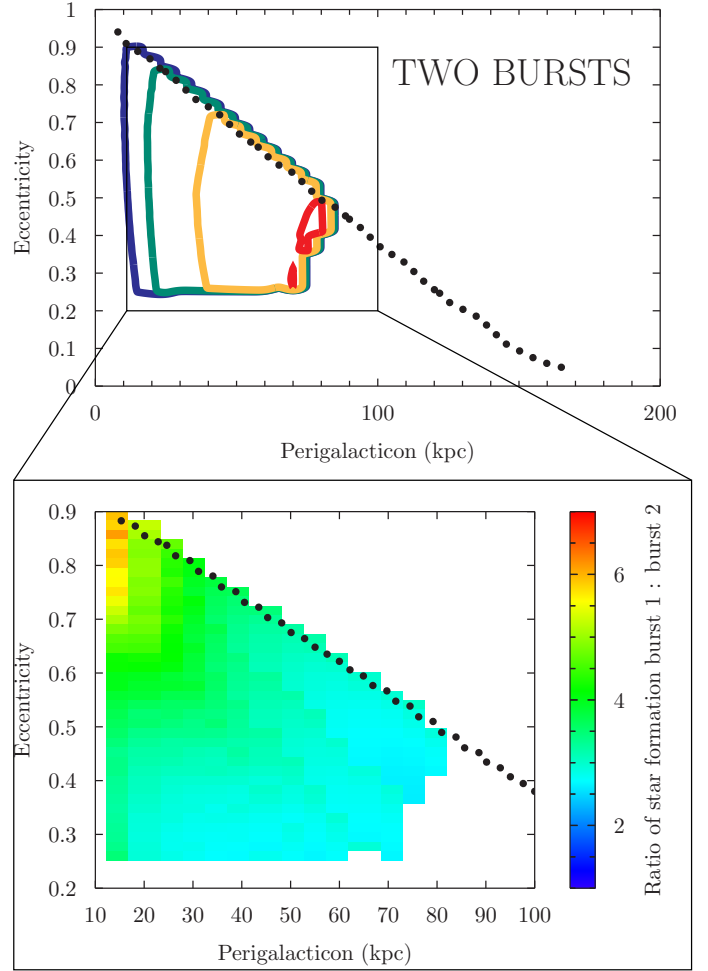 TWO BURSTS
Eccentricity
1
0.9
0.8
0.7
0.6
0.5
0.4
0.3
0.2
0.1
0
0 100 200
Perigalacticon (kpc)
Eccentricity
0.9
0.8
0.7
0.6
0.5
0.4
0.3
0.2
10 20 30 40 50 60 70 80 90 100
Perigalacticon (kpc)
6
4
2
Ratio of star formation burst 1 : burst 2